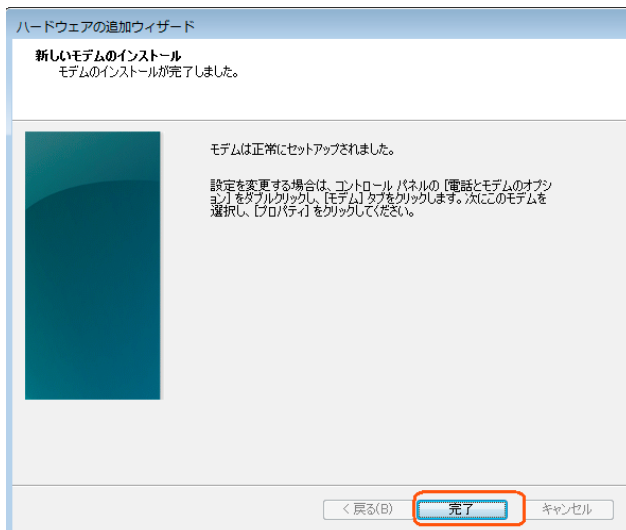 ハードウェアの追加ウィザード
新しいモデムのインストール
モデムのインストールが完了しました。
モデムは正常にセットアップされました。
設定を変更する場合は、コントロール パネルの [電話とモデムのオプシ
ョン] をダブルクリックし、[モデム] タブをクリックします。次にこのモデムを
選択し、[プロパティ] をクリックしてください。
< 戻る(B) 完了 キャンセル